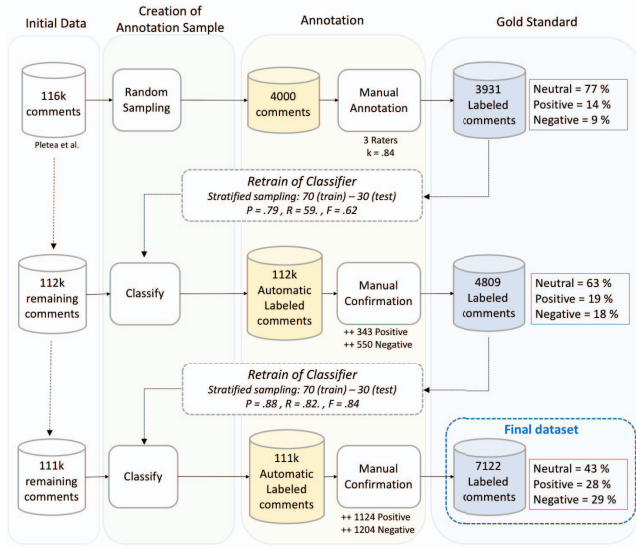 Initial Data
Creation of
Annotation Sample
Annotation
Gold Standard
116k
comments
Pletea et al.
Random
Sampling
4000
comments
Manual
Annotation
3 Raters
k = .84
3931
Labeled
comments
Neutral = 77 %
Positive = 14 %
Negative = 9 %
Retrain of Classifier
Stratified sampling: 70 (train) – 30 (test)
P = .79 , R = 59. , F = .62
112k
remaining
comments
Classify
112k
Automatic
Labeled
comments
Manual
Confirmation
++ 343 Positive
++ 550 Negative
4809
Labeled
comments
Neutral = 63 %
Positive = 19 %
Negative = 18 %
Retrain of Classifier
Stratified sampling: 70 (train) – 30 (test)
P = .88 , R = .82. , F = .84
111k
remaining
comments
Classify
111k
Automatic
Labeled
comments
Manual
Confirmation
++ 1124 Positive
++ 1204 Negative
Final dataset
7122
Labeled
comments
Neutral = 43 %
Positive = 28 %
Negative = 29 %